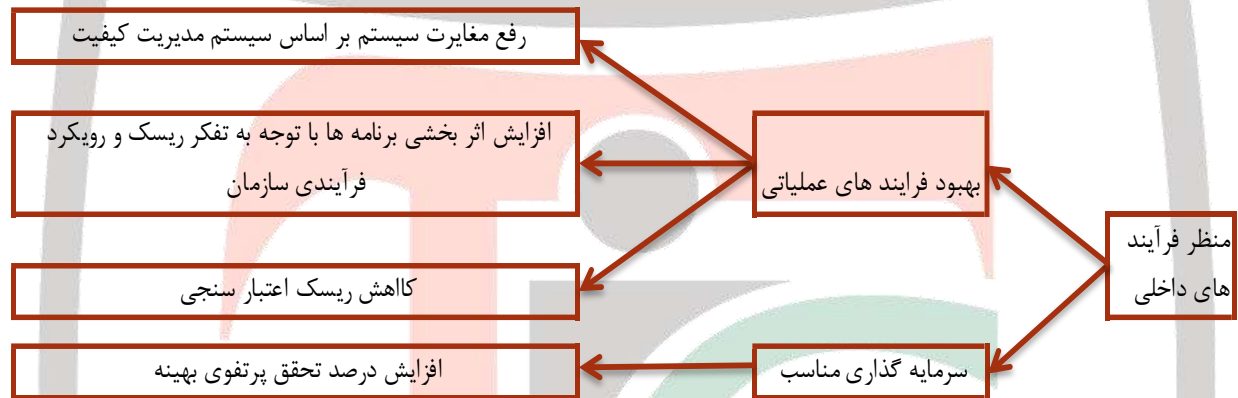 منظر فرآیند
های داخلی
بهبود فرایند های عملیاتی
رفع مغایرت سیستم بر اساس سیستم مدیریت کیفیت
افزایش اثر بخشی برنامه ها با توجه به تفکر ریسک و رویکرد
فرآیندی سازمان
کااهش ریسک اعتبار سنجی
سرمایه گذاری مناسب
افزایش درصد تحقق پرتفوی بهینه